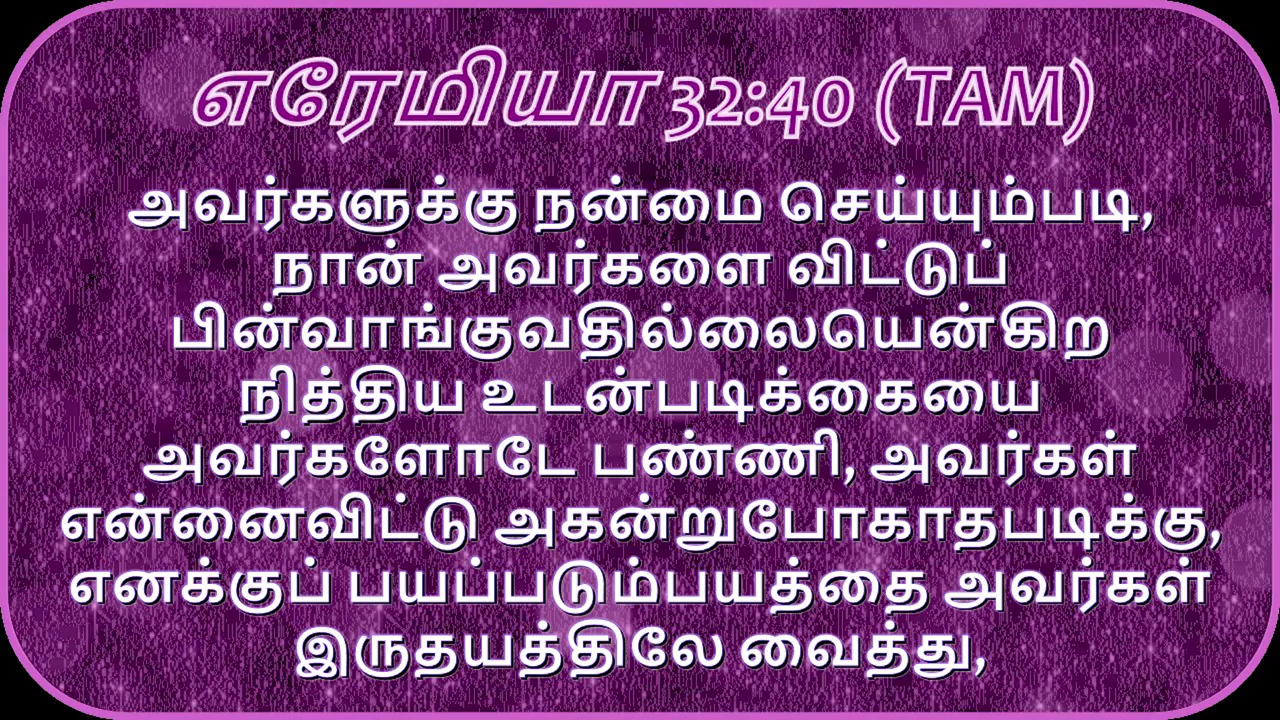 எரேமியா 32:40 (TAM)
அவர்களுக்கு நன்மை செய்யும்படி,
நான் அவர்களை விட்டுப்
பின்வாங்குவதில்லையென்கிற
நித்திய உடன்படிக்கையை
அவர்களோடே பண்ணி, அவர்கள்
என்னைவிட்டு அகன்றுபோகாதபடிக்கு,
எனக்குப் பயப்படும்பயத்தை அவர்கள்
இருதயத்திலே வைத்து,